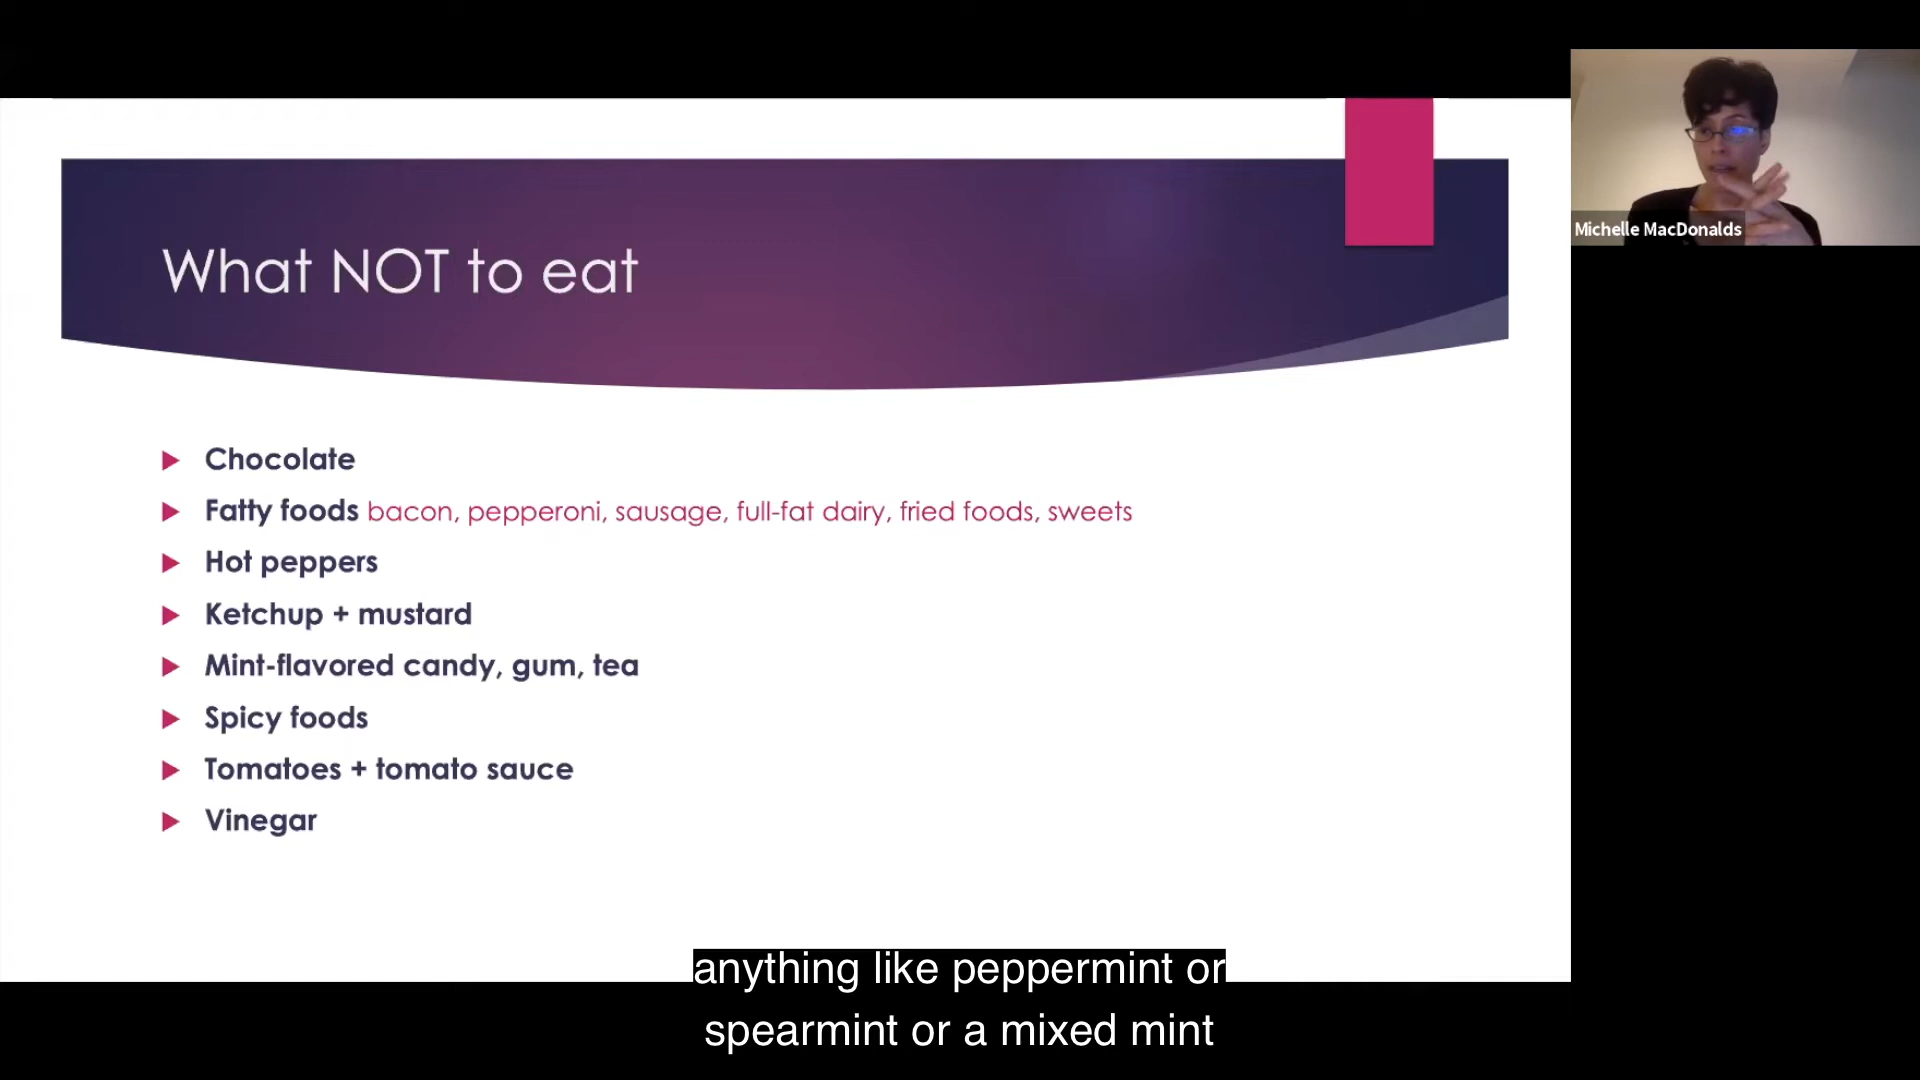 What NOT to eat
Michelle MacDonalds
Chocolate
Fatty foods bacon, pepperoni, sausage, full-fat dairy, fried foods, sweets
Hot peppers
Ketchup + mustard
Mint-flavored candy, gum, tea
Spicy foods
Tomatoes + tomato sauce
Vinegar
anything like peppermint or
spearmint or a mixed mint